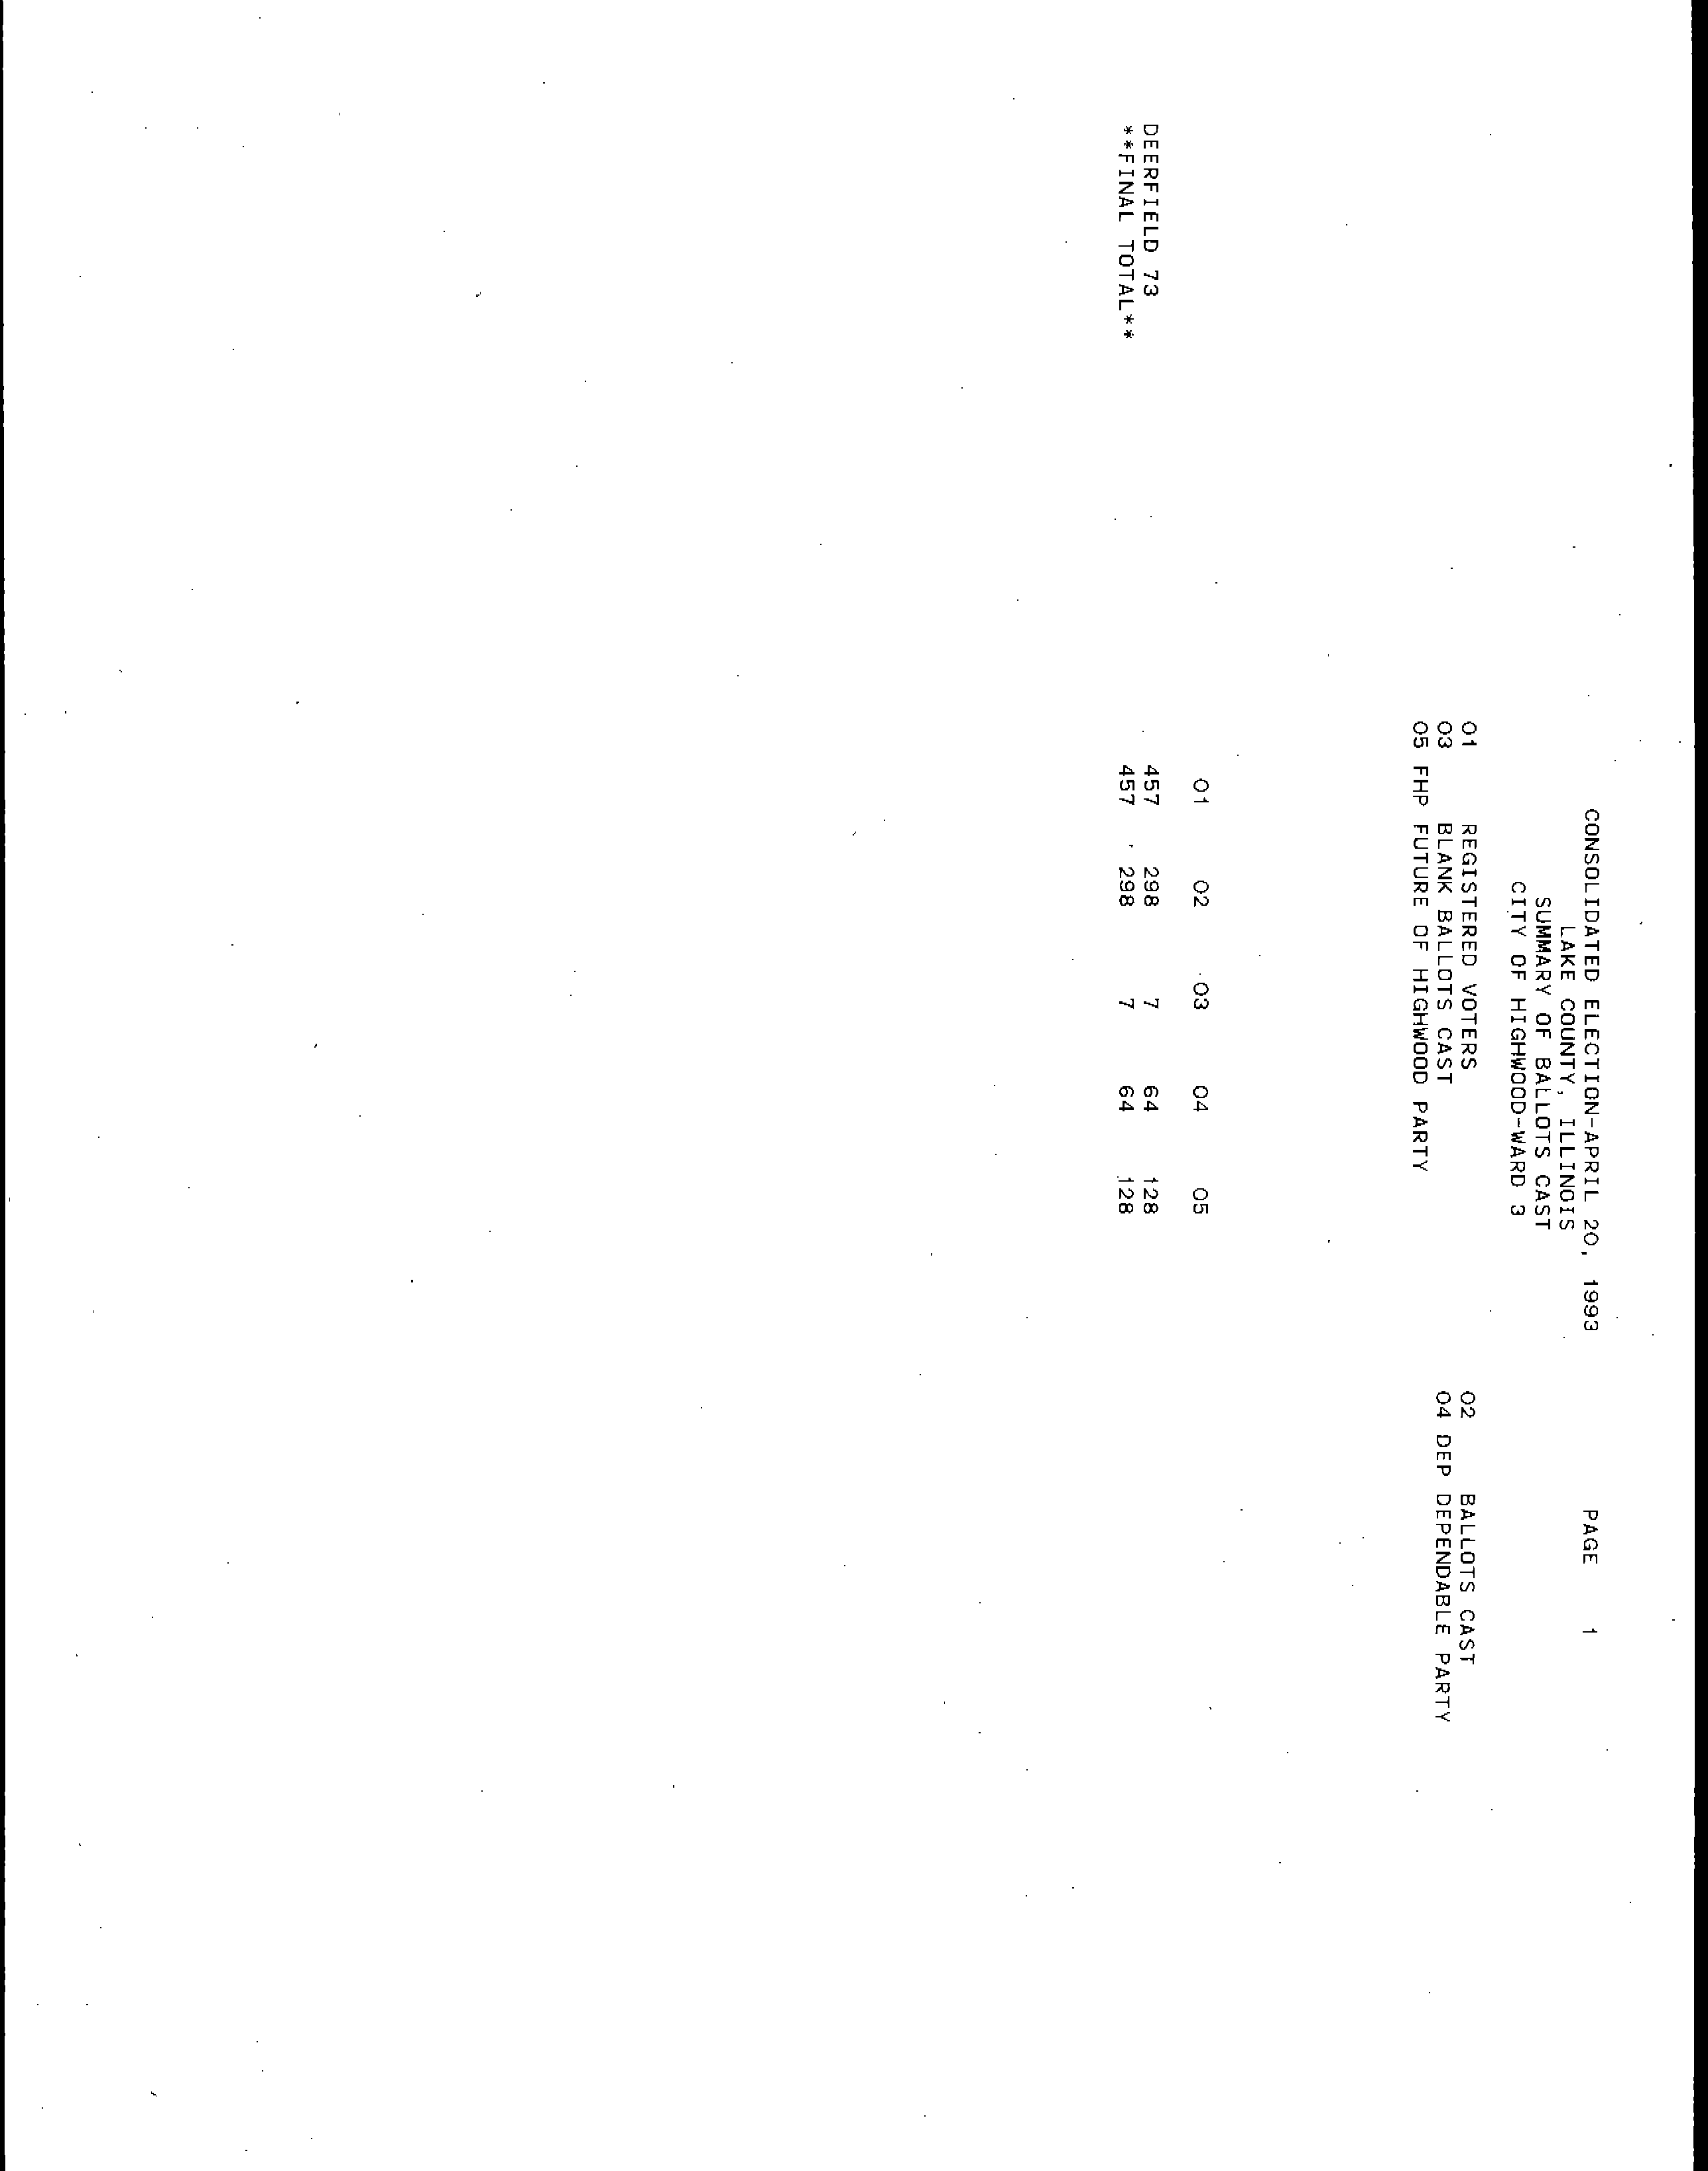 CONSOLIDATED ELECTION-APRIL 20, 1993 PAGE 1 EL
LAKE COUNTY, ILLINOIS
SUMMARY OF BALLOTS CAST
CITY OF HIGHWOOD-WARD 3
01 REGISTERED VOTERS 02 BALLOTS CAST
03 BLANK BALLOTS CAST 04 DEP DEPENDABLE PARTY
05 FHP FUTURE OF HIGHWOOD PARTY
01 02 03 04 05
DEERFIELD 73 457 298 7 64 128
**FINAL TOTAL** 457 298 7 64 128